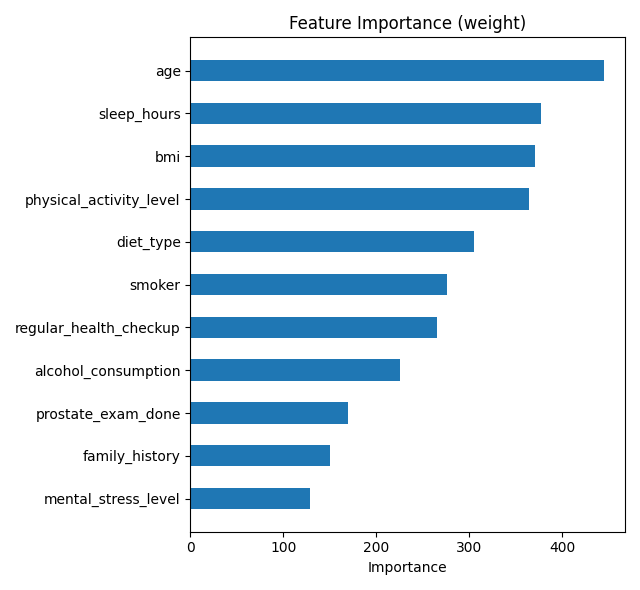 Feature Importance (weight)
age
sleep_hours
bmi
physical_activity_level
diet_type
smoker
regular_health_checkup
alcohol_consumption
prostate_exam_done
family_history
mental_stress_level
0 100 200 300 400
Importance